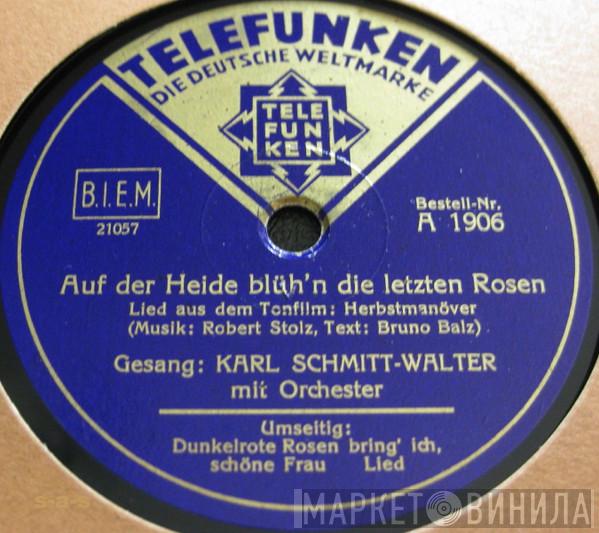 TELEFUNKEN
DIE DEUTSCHE WELTMARKE
TELE
FUN
KEN
B.I.E.M.
21057
Bestell-Nr.
A 1906
Auf der Heide blüh'n die letzten Rosen
Lied aus dem Tonfilm: Herbstmanöver
(Musik: Robert Stolz, Text: Bruno Balz)
Gesang: KARL SCHMITT-WALTER
mit Orchester
Umseitig:
Dunkelrote Rosen bring' ich,
schöne Frau Lied
МАРКЕТ ВИНИЛА